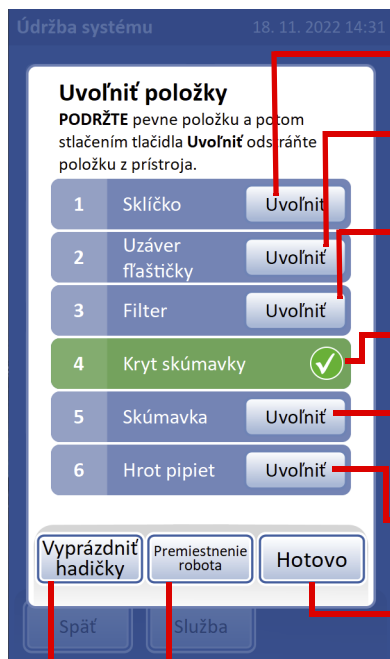 Údržba systému 18. 11. 2022 14:31
Uvoľniť položky
PODRŽTE pevne položku a potom
stlačením tlačidla Uvoľniť odstráňte
položku z prístroja.
1 Sklíčko Uvoľniť
2 Uzáver fľaštičky Uvoľniť
3 Filter Uvoľniť
4 Kryt skúmavky
5 Skúmavka Uvoľniť
6 Hrot pipiet Uvoľniť
Vyprázdniť
hadičky
Premiestnenie
robota
Hotovo
Späť Služba